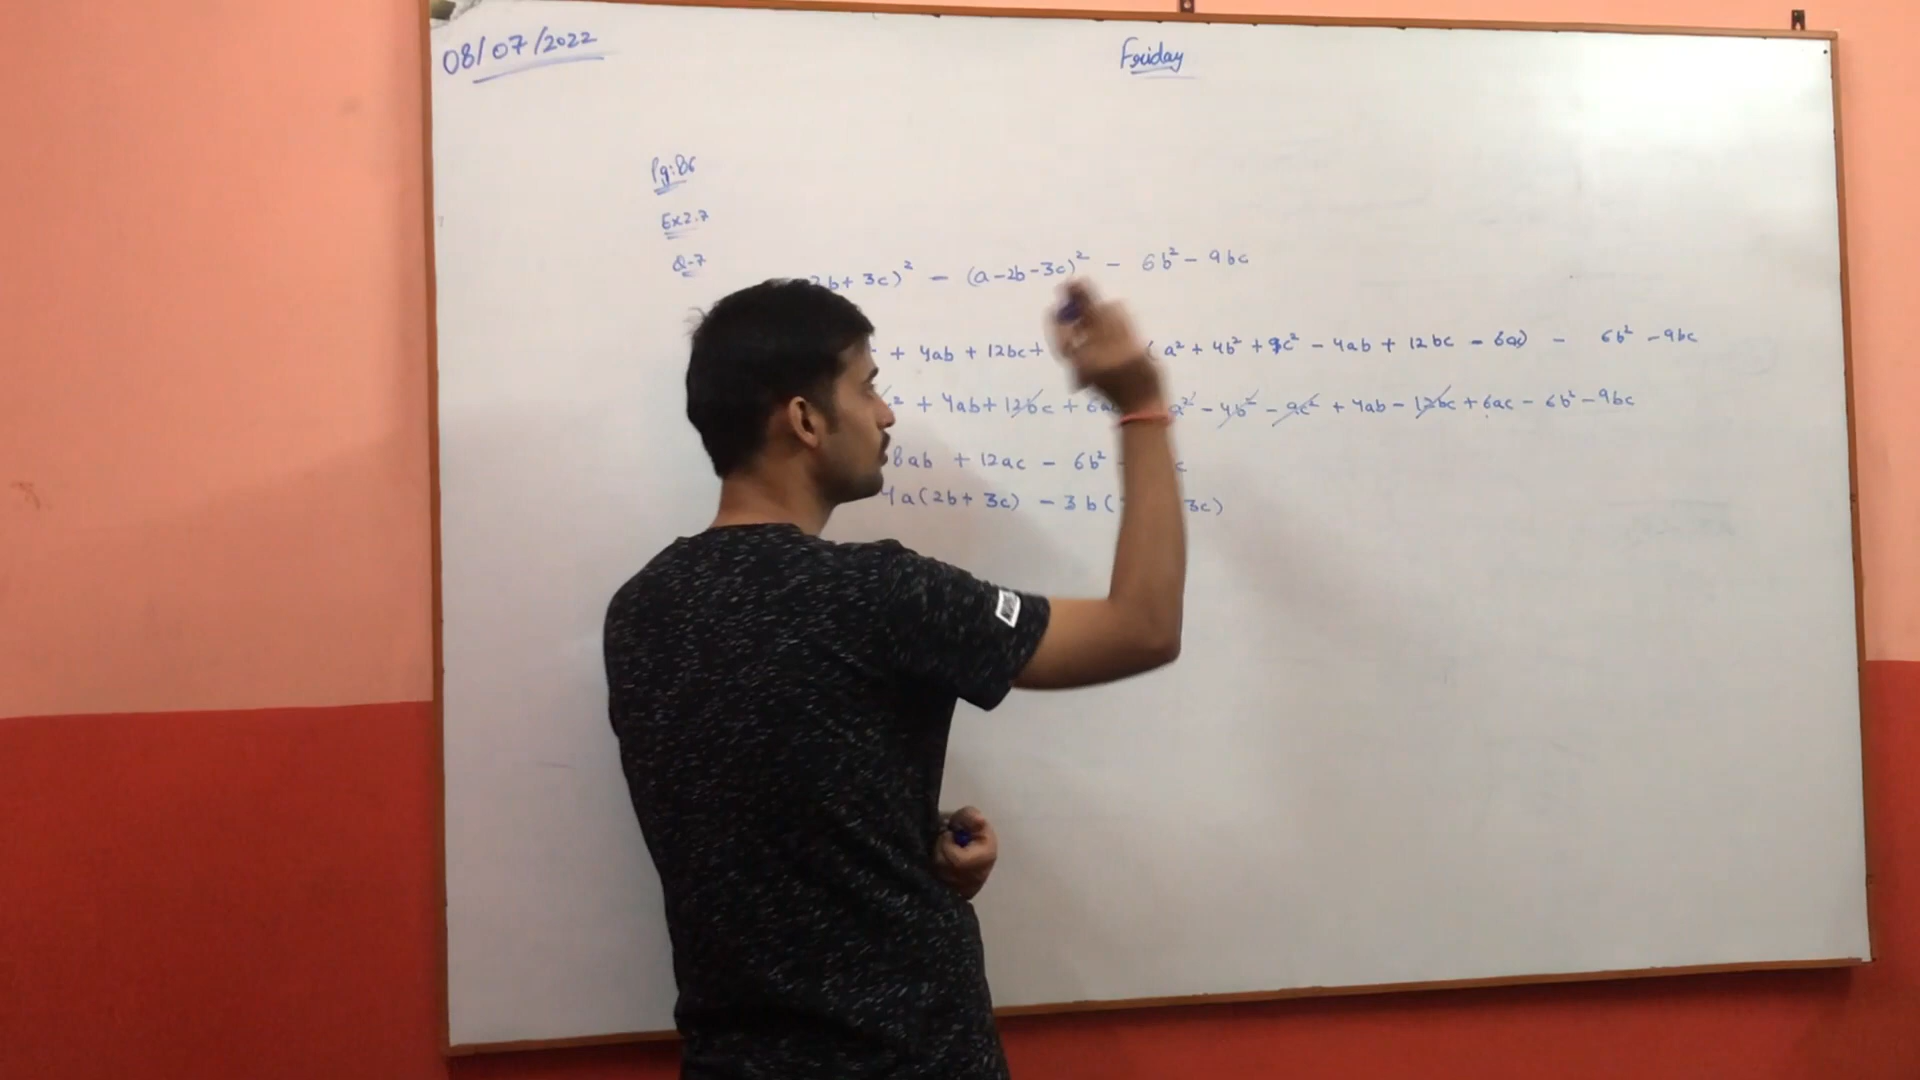 08/07/2022
Friday
Pg:86
Ex2.7
Q-7
2b + 3c)² - (a-2b-3c)² - 6b² - 9bc
+ 4ab + 12bc + ( a² + 4b² + 9c² - 4ab + 12bc - 6ac) - 6b² - 9bc
² + 4ab + 12bc + 6ac a² - 4b² - 9c² + 4ab - 12bc + 6ac - 6b² - 9bc
8ab + 12ac - 6b² - c
4a(2b + 3c) - 3b( 3c)